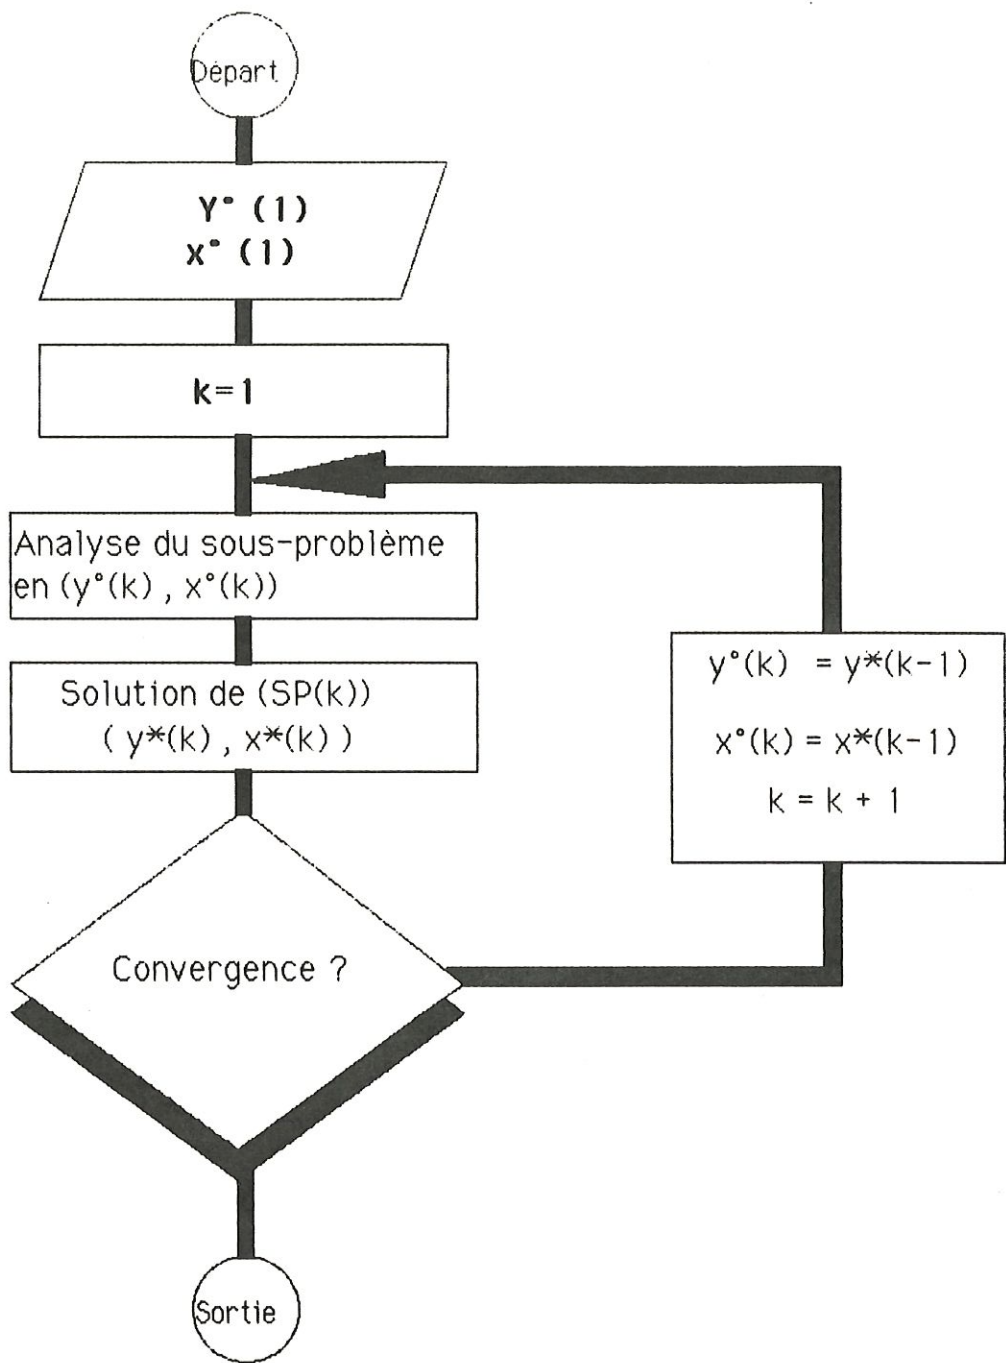 Départ
Y° (1)
x° (1)
k=1
Analyse du sous-problème
en (y°(k) , x°(k))
Solution de (SP(k))
( y*(k) , x*(k) )
y°(k) = y*(k-1)
x°(k) = x*(k-1)
k = k + 1
Convergence ?
Sortie